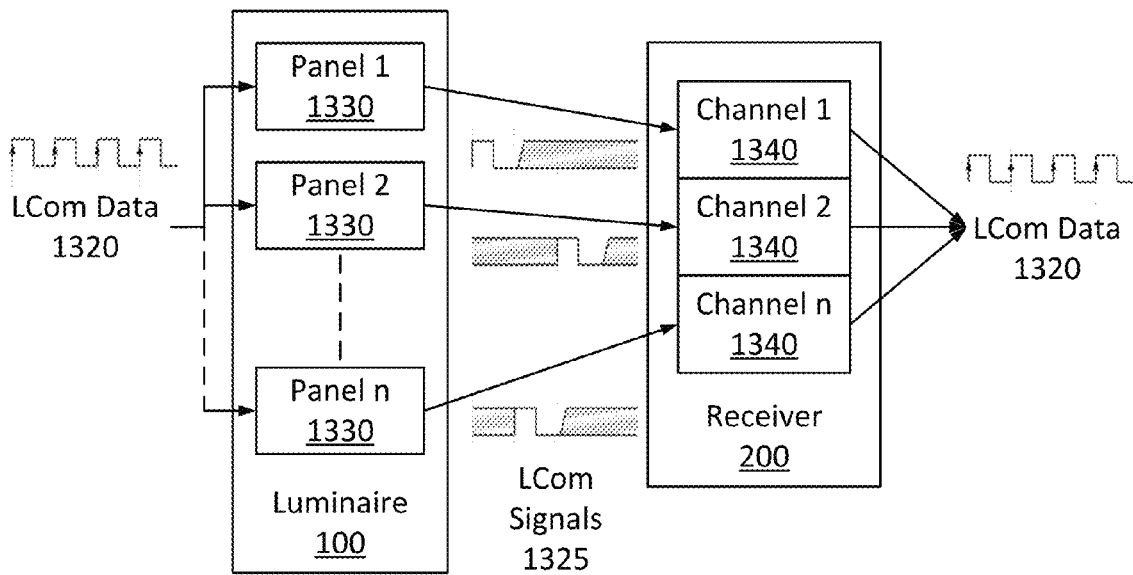 LCom Data
1320
Panel 1
1330
Panel 2
1330
Panel n
1330
Luminaire
100
LCom
Signals
1325
Channel 1
1340
Channel 2
1340
Channel n
1340
Receiver
200
LCom Data
1320